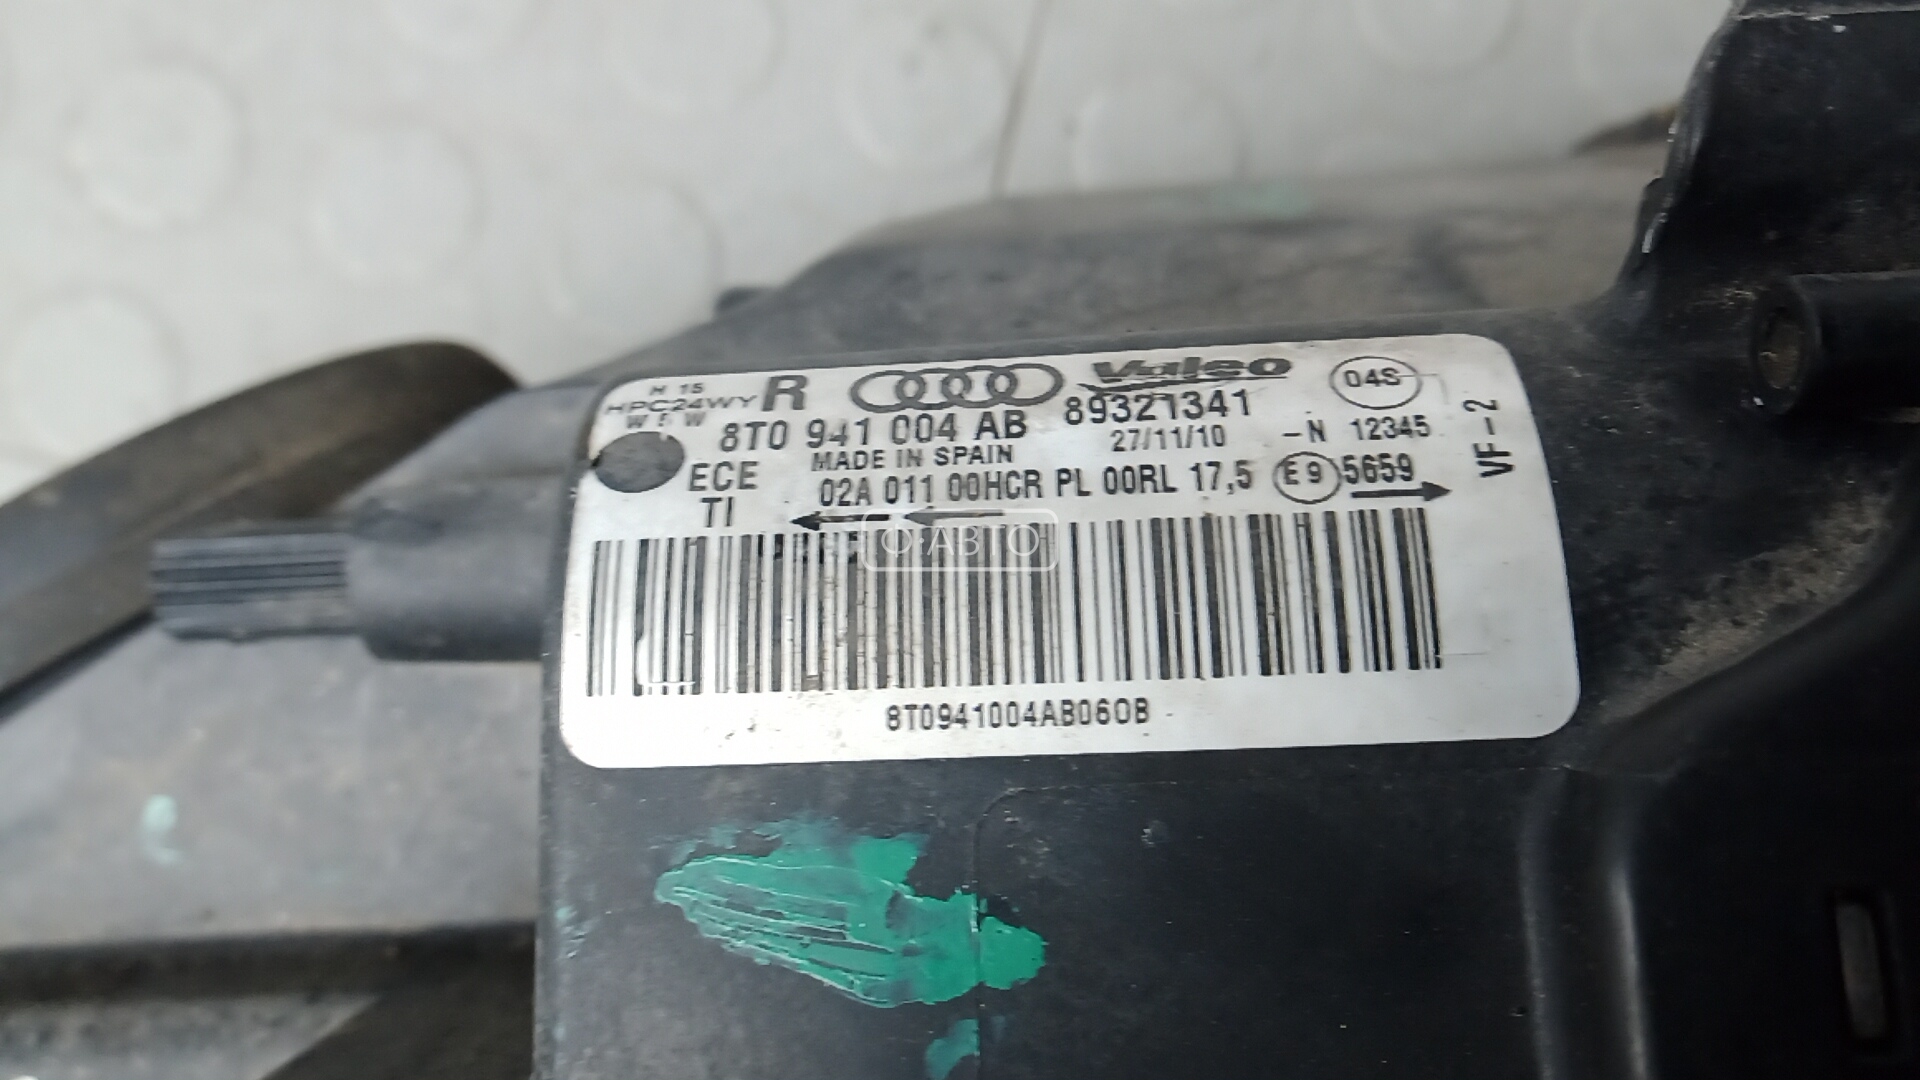 H 15
HPC24WY R Valeo 04S
W 5 W
8T0 941 004 AB 89321341
MADE IN SPAIN 27/11/10 -N 12345
ECE 02A 011 00HCR PL 00RL 17,5 E9 5659
TI
VF-2
О·АВТО
8T0941004AB060B